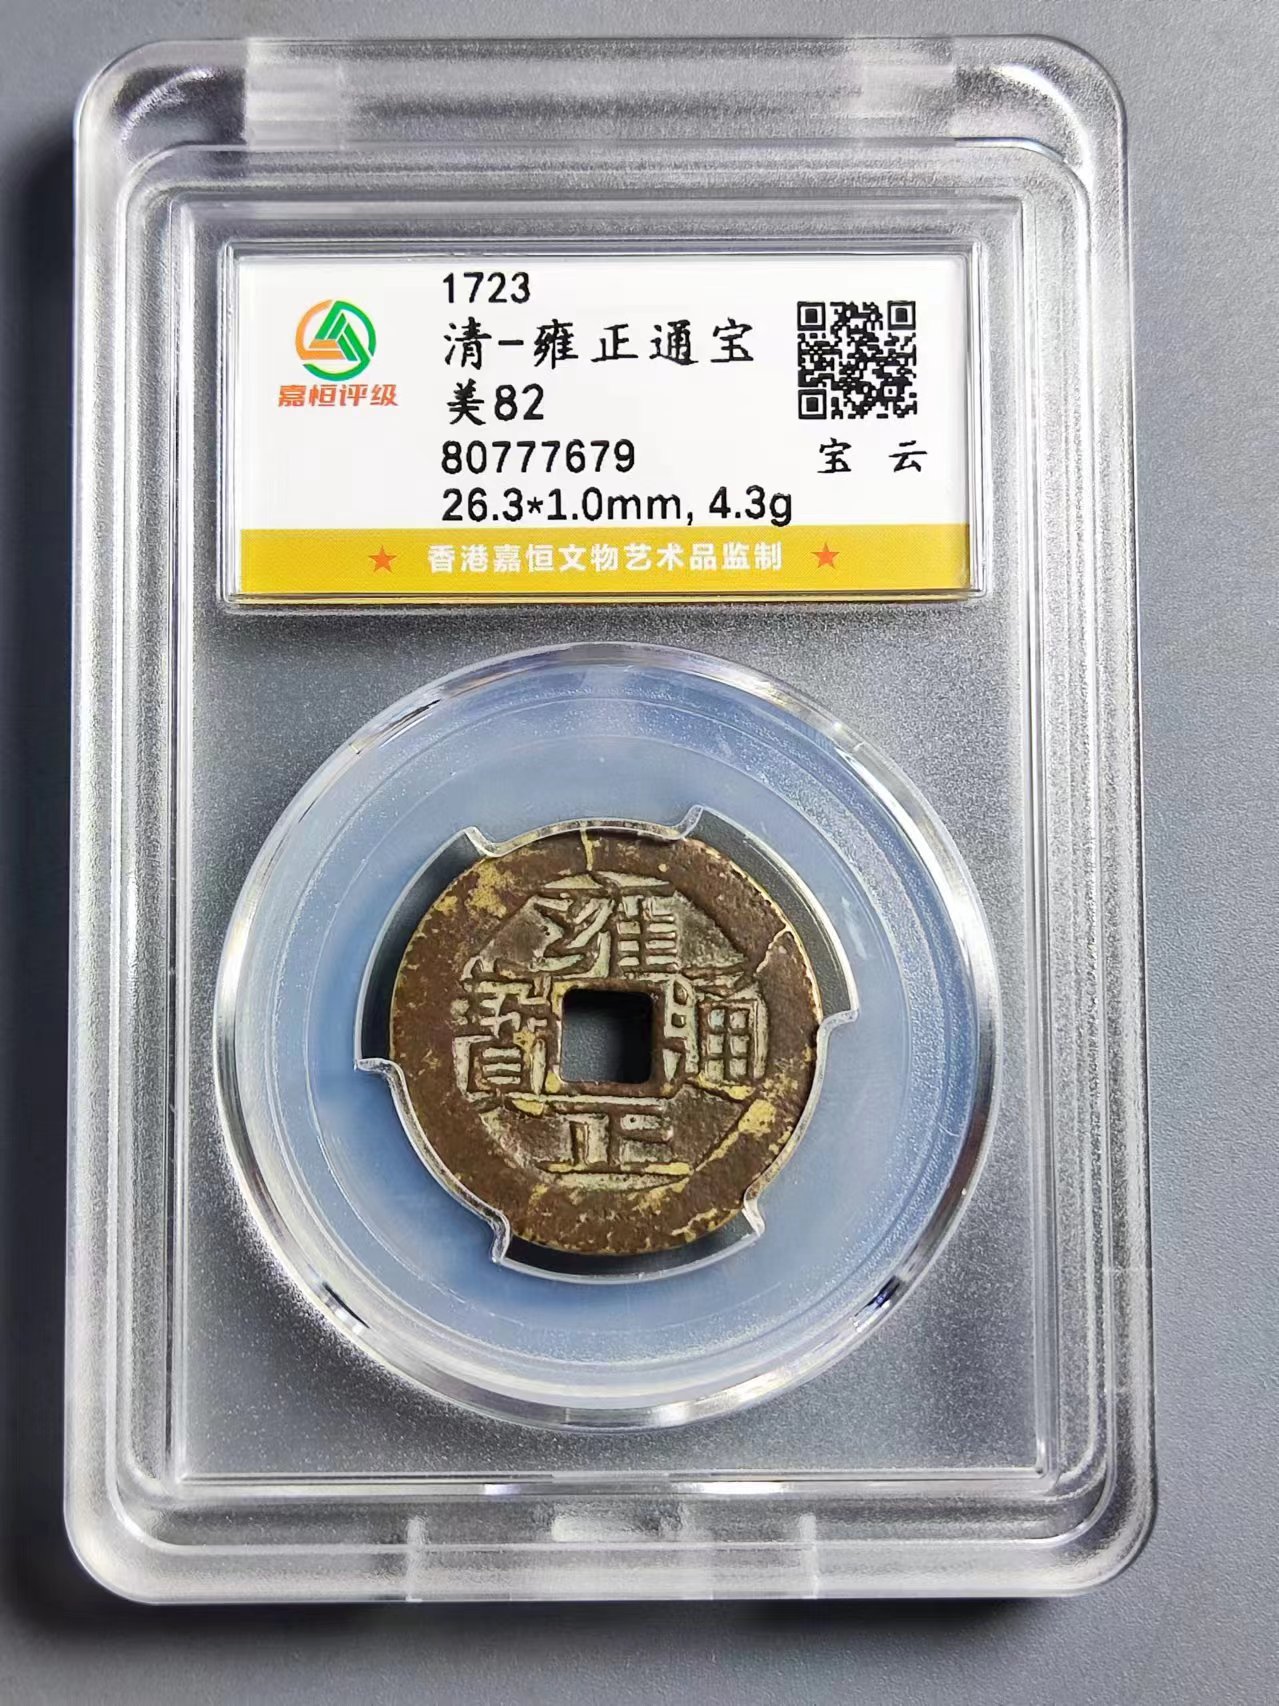 1723
清-雍正通宝
美82
80777679
26.3*1.0mm, 4.3g
嘉恒评级
宝 云
★ 香港嘉恒文物艺术品监制 ★
雍正通寳